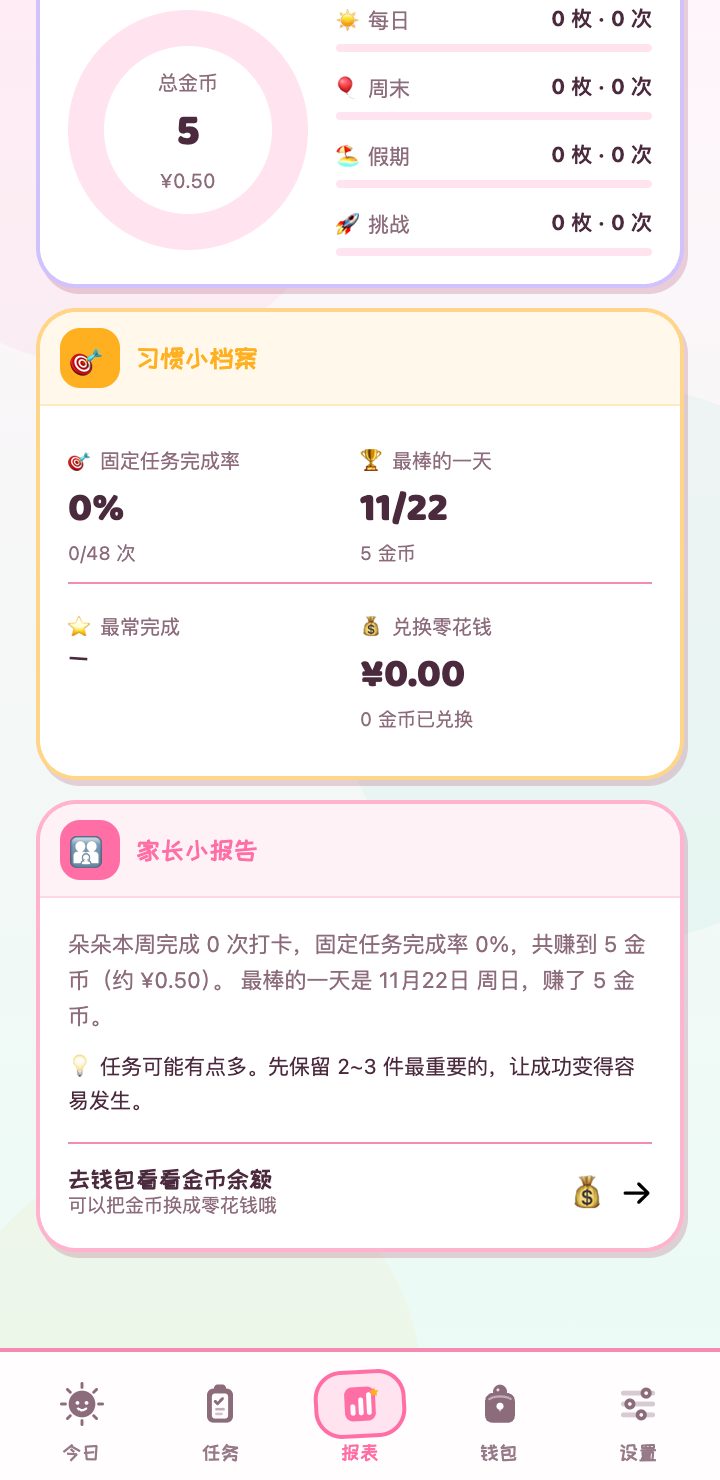 总金币
5
¥0.50
每日 0 枚 · 0 次
周末 0 枚 · 0 次
假期 0 枚 · 0 次
挑战 0 枚 · 0 次
习惯小档案
固定任务完成率
0%
0/48 次
最棒的一天
11/22
5 金币
最常完成
—
兑换零花钱
¥0.00
0 金币已兑换
家长小报告
朵朵本周完成 0 次打卡，固定任务完成率 0%，共赚到 5 金
币（约 ¥0.50）。 最棒的一天是 11月22日 周日，赚了 5 金
币。
任务可能有点多。先保留 2~3 件最重要的，让成功变得容
易发生。
去钱包看看金币余额
可以把金币换成零花钱哦
今日
任务
报表
钱包
设置